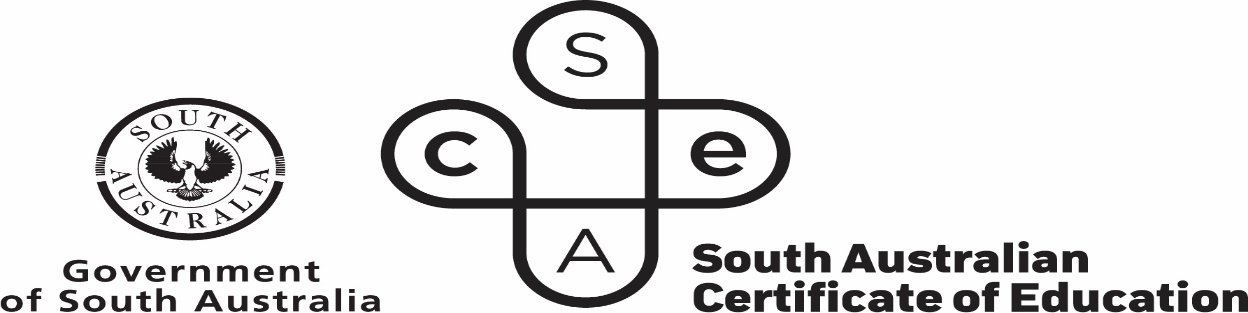 SOUTH
AUSTRALIA
Government
of South Australia
S
c e
A
South Australian
Certificate of Education